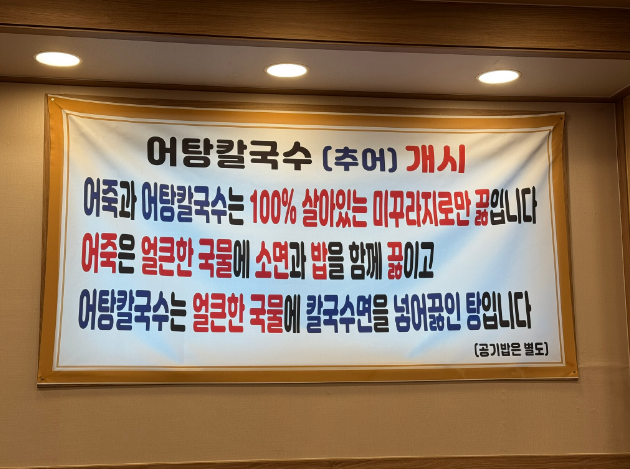 어탕칼국수 (추어) 개시
어죽과 어탕칼국수는 100% 살아있는 미꾸라지로만 끓입니다
어죽은 얼큰한 국물에 소면과 밥을 함께 끓이고
어탕칼국수는 얼큰한 국물에 칼국수면을 넣어끓인 탕입니다
(공기밥은 별도)